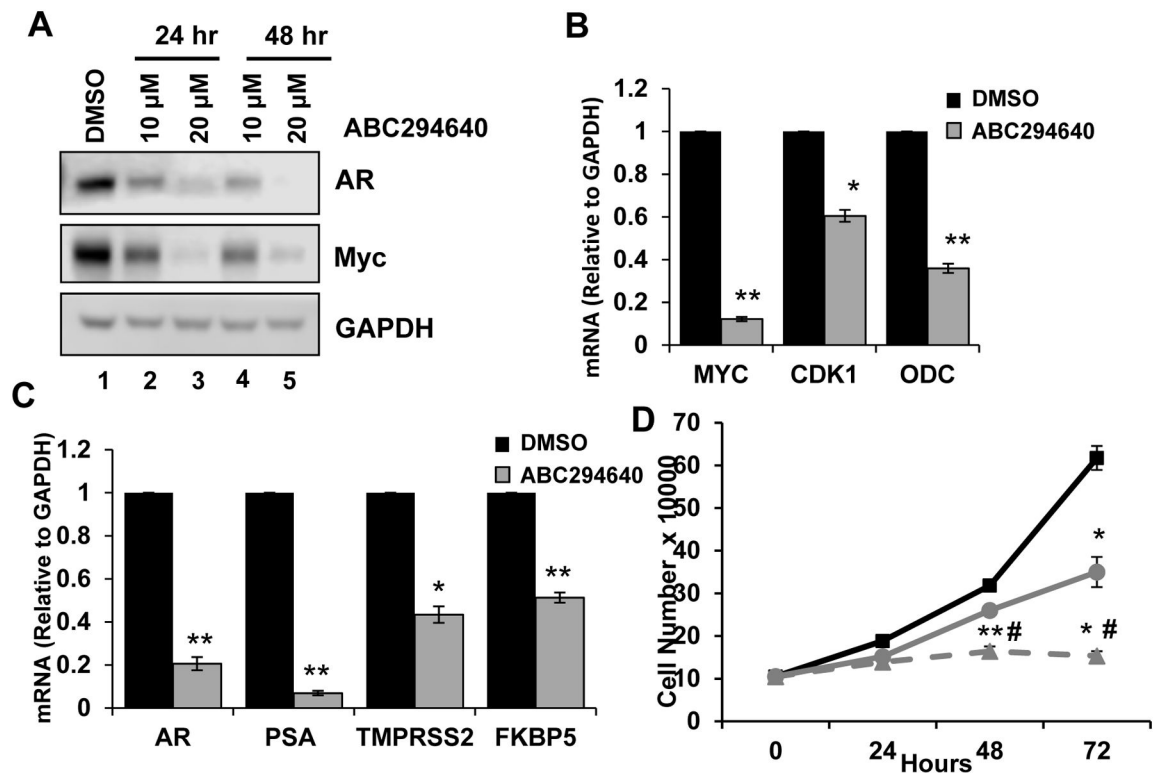 A
24 hr 48 hr
DMSO 10 µM 20 µM 10 µM 20 µM
ABC294640
AR
Myc
GAPDH
1 2 3 4 5
B
mRNA (Relative to GAPDH)
1.2
1
0.8
0.6
0.4
0.2
0
DMSO
ABC294640
**
*
**
MYC CDK1 ODC
C
mRNA (Relative to GAPDH)
1.2
1
0.8
0.6
0.4
0.2
0
DMSO
ABC294640
**
**
*
**
AR PSA TMPRSS2 FKBP5
D
Cell Number x 10000
70
60
50
40
30
20
10
0
*
**#
* #
0 24 48 72
Hours